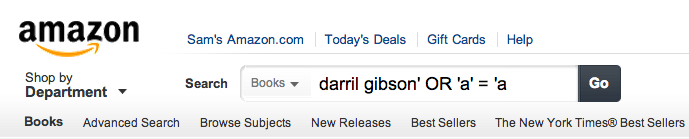 amazon
Sam's Amazon.com Today's Deals Gift Cards Help
Shop by
Department
Search Books darril gibson' OR 'a' = 'a Go
Books Advanced Search Browse Subjects New Releases Best Sellers The New York Times® Best Sellers